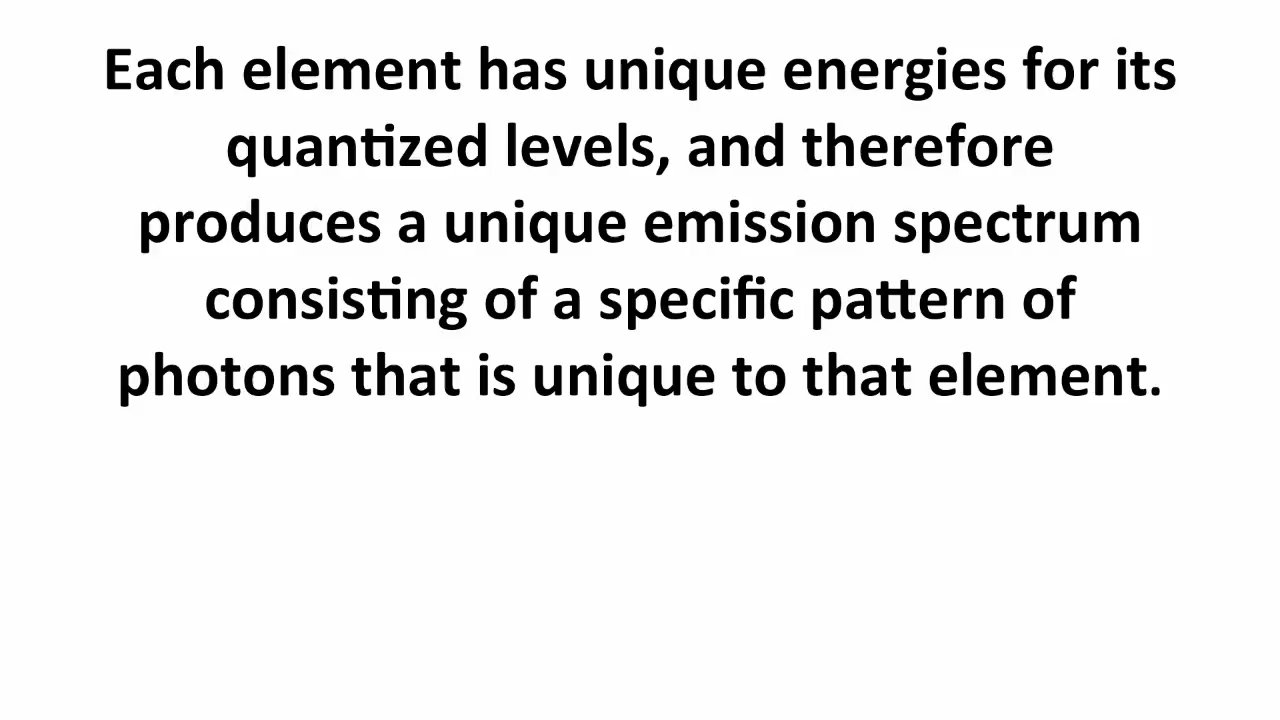 Each element has unique energies for its
quantized levels, and therefore
produces a unique emission spectrum
consisting of a specific pattern of
photons that is unique to that element.